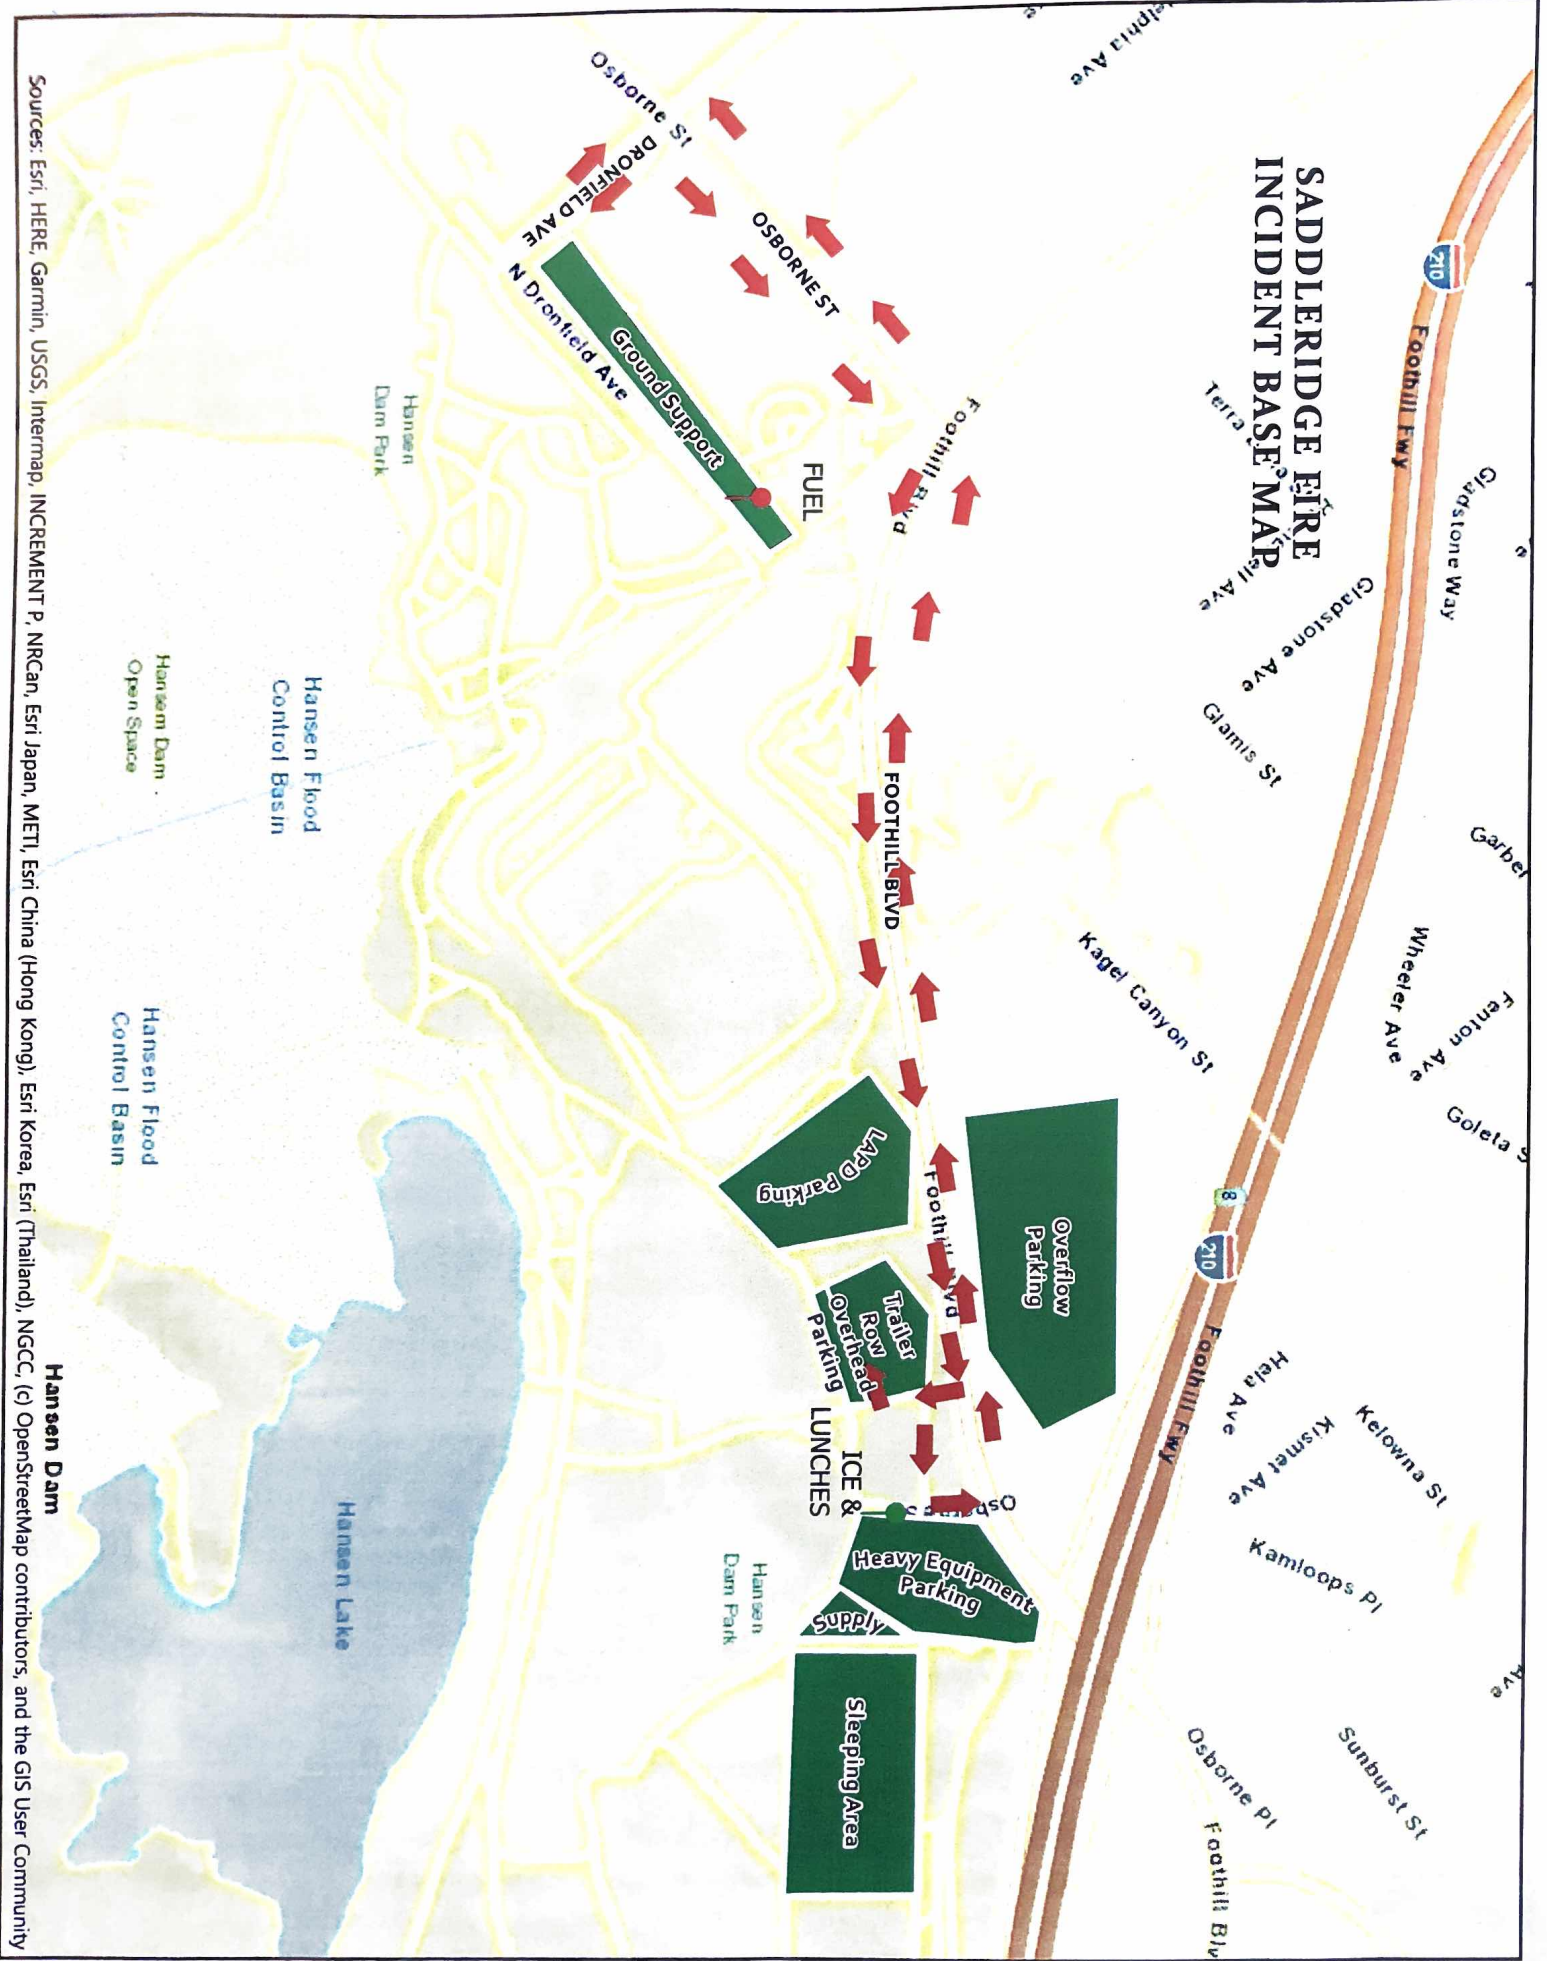 SADDLERIDGE FIRE
INCIDENT BASE MAP
210
Foothill Fwy
Gladstone Way
Gladstone Ave
Glamis St
Wheeler Ave
Fenton Ave
Goleta S
Kagel Canyon St
8
210
Foothill Fwy
Hela Ave
Kismet Ave
Kelowna St
Kamloops Pl
Ave
Sunburst St
Osborne Pl
Foothill Blv
Osborne St
DRONFIELD AVE
OSBORNE ST
N Dronfield Ave
Ground Support
FUEL
Foothill Blvd
FOOTHILL BLVD
Foothill Blvd
Overflow
Parking
LAPD Parking
Trailer
Row
Overhead
Parking
ICE &
LUNCHES
Heavy Equipment
Parking
Supply
Sleeping Area
Hansen
Dam Park
Hansen
Dam Park
Hansen Flood
Control Basin
Hansen Dam
Open Space
Hansen Flood
Control Basin
Hansen Lake
Hansen Dam
Sources: Esri, HERE, Garmin, USGS, Intermap, INCREMENT P, NRCan, Esri Japan, METI, Esri China (Hong Kong), Esri Korea, Esri (Thailand), NGCC, (c) OpenStreetMap contributors, and the GIS User Community